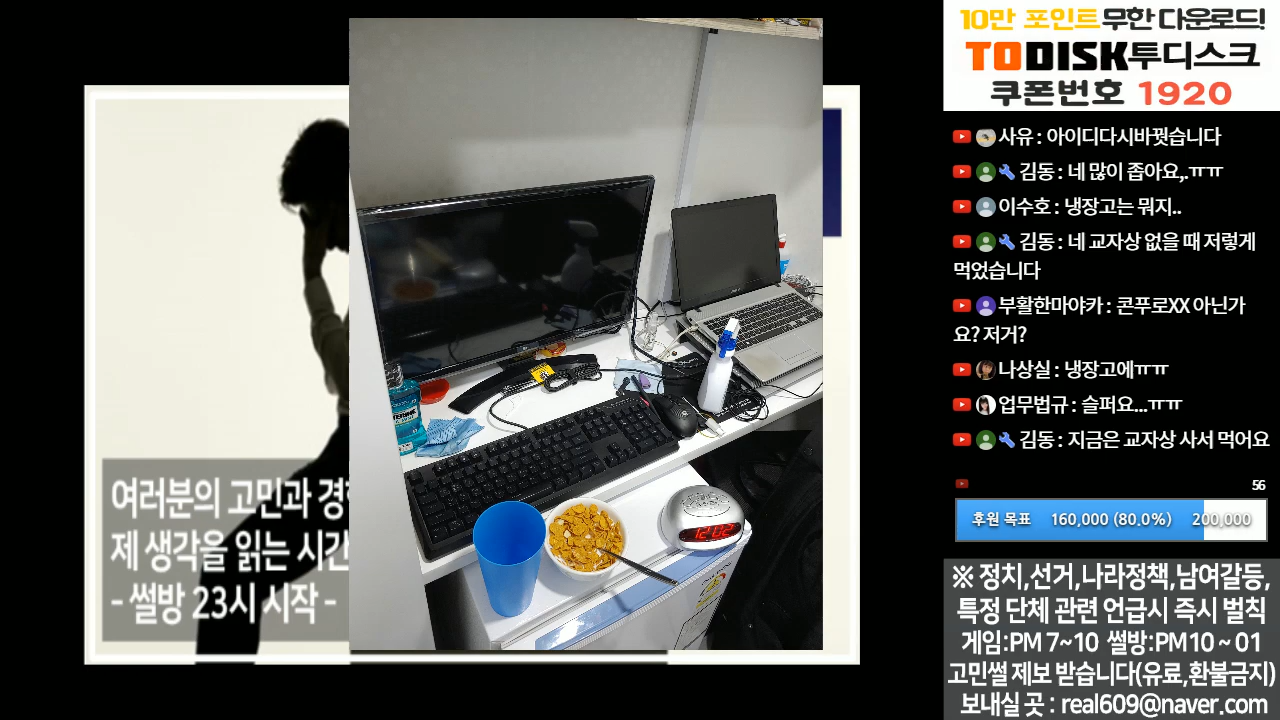 10만 포인트 무한 다운로드!
TODISK투디스크
쿠폰번호 1920
사유 : 아이디다시바꿧습니다
김동 : 네 많이 좁아요,.ㅠㅠ
이수호 : 냉장고는 뭐지..
김동 : 네 교자상 없을 때 저렇게
먹었습니다
부활한마야카 : 콘푸로XX 아닌가
요? 저거?
나상실 : 냉장고에ㅠㅠ
업무법규 : 슬퍼요...ㅠㅠ
김동 : 지금은 교자상 사서 먹어요
56
후원 목표 160,000 (80.0%) 200,000
※ 정치,선거,나라정책,남여갈등,
특정 단체 관련 언급시 즉시 벌칙
게임:PM 7~10 썰방:PM10 ~ 01
고민썰 제보 받습니다(유료,환불금지)
보내실 곳 : real609@naver.com
여러분의 고민과
제 생각을 읽는 시간
- 썰방 23시 시작 -
12:02